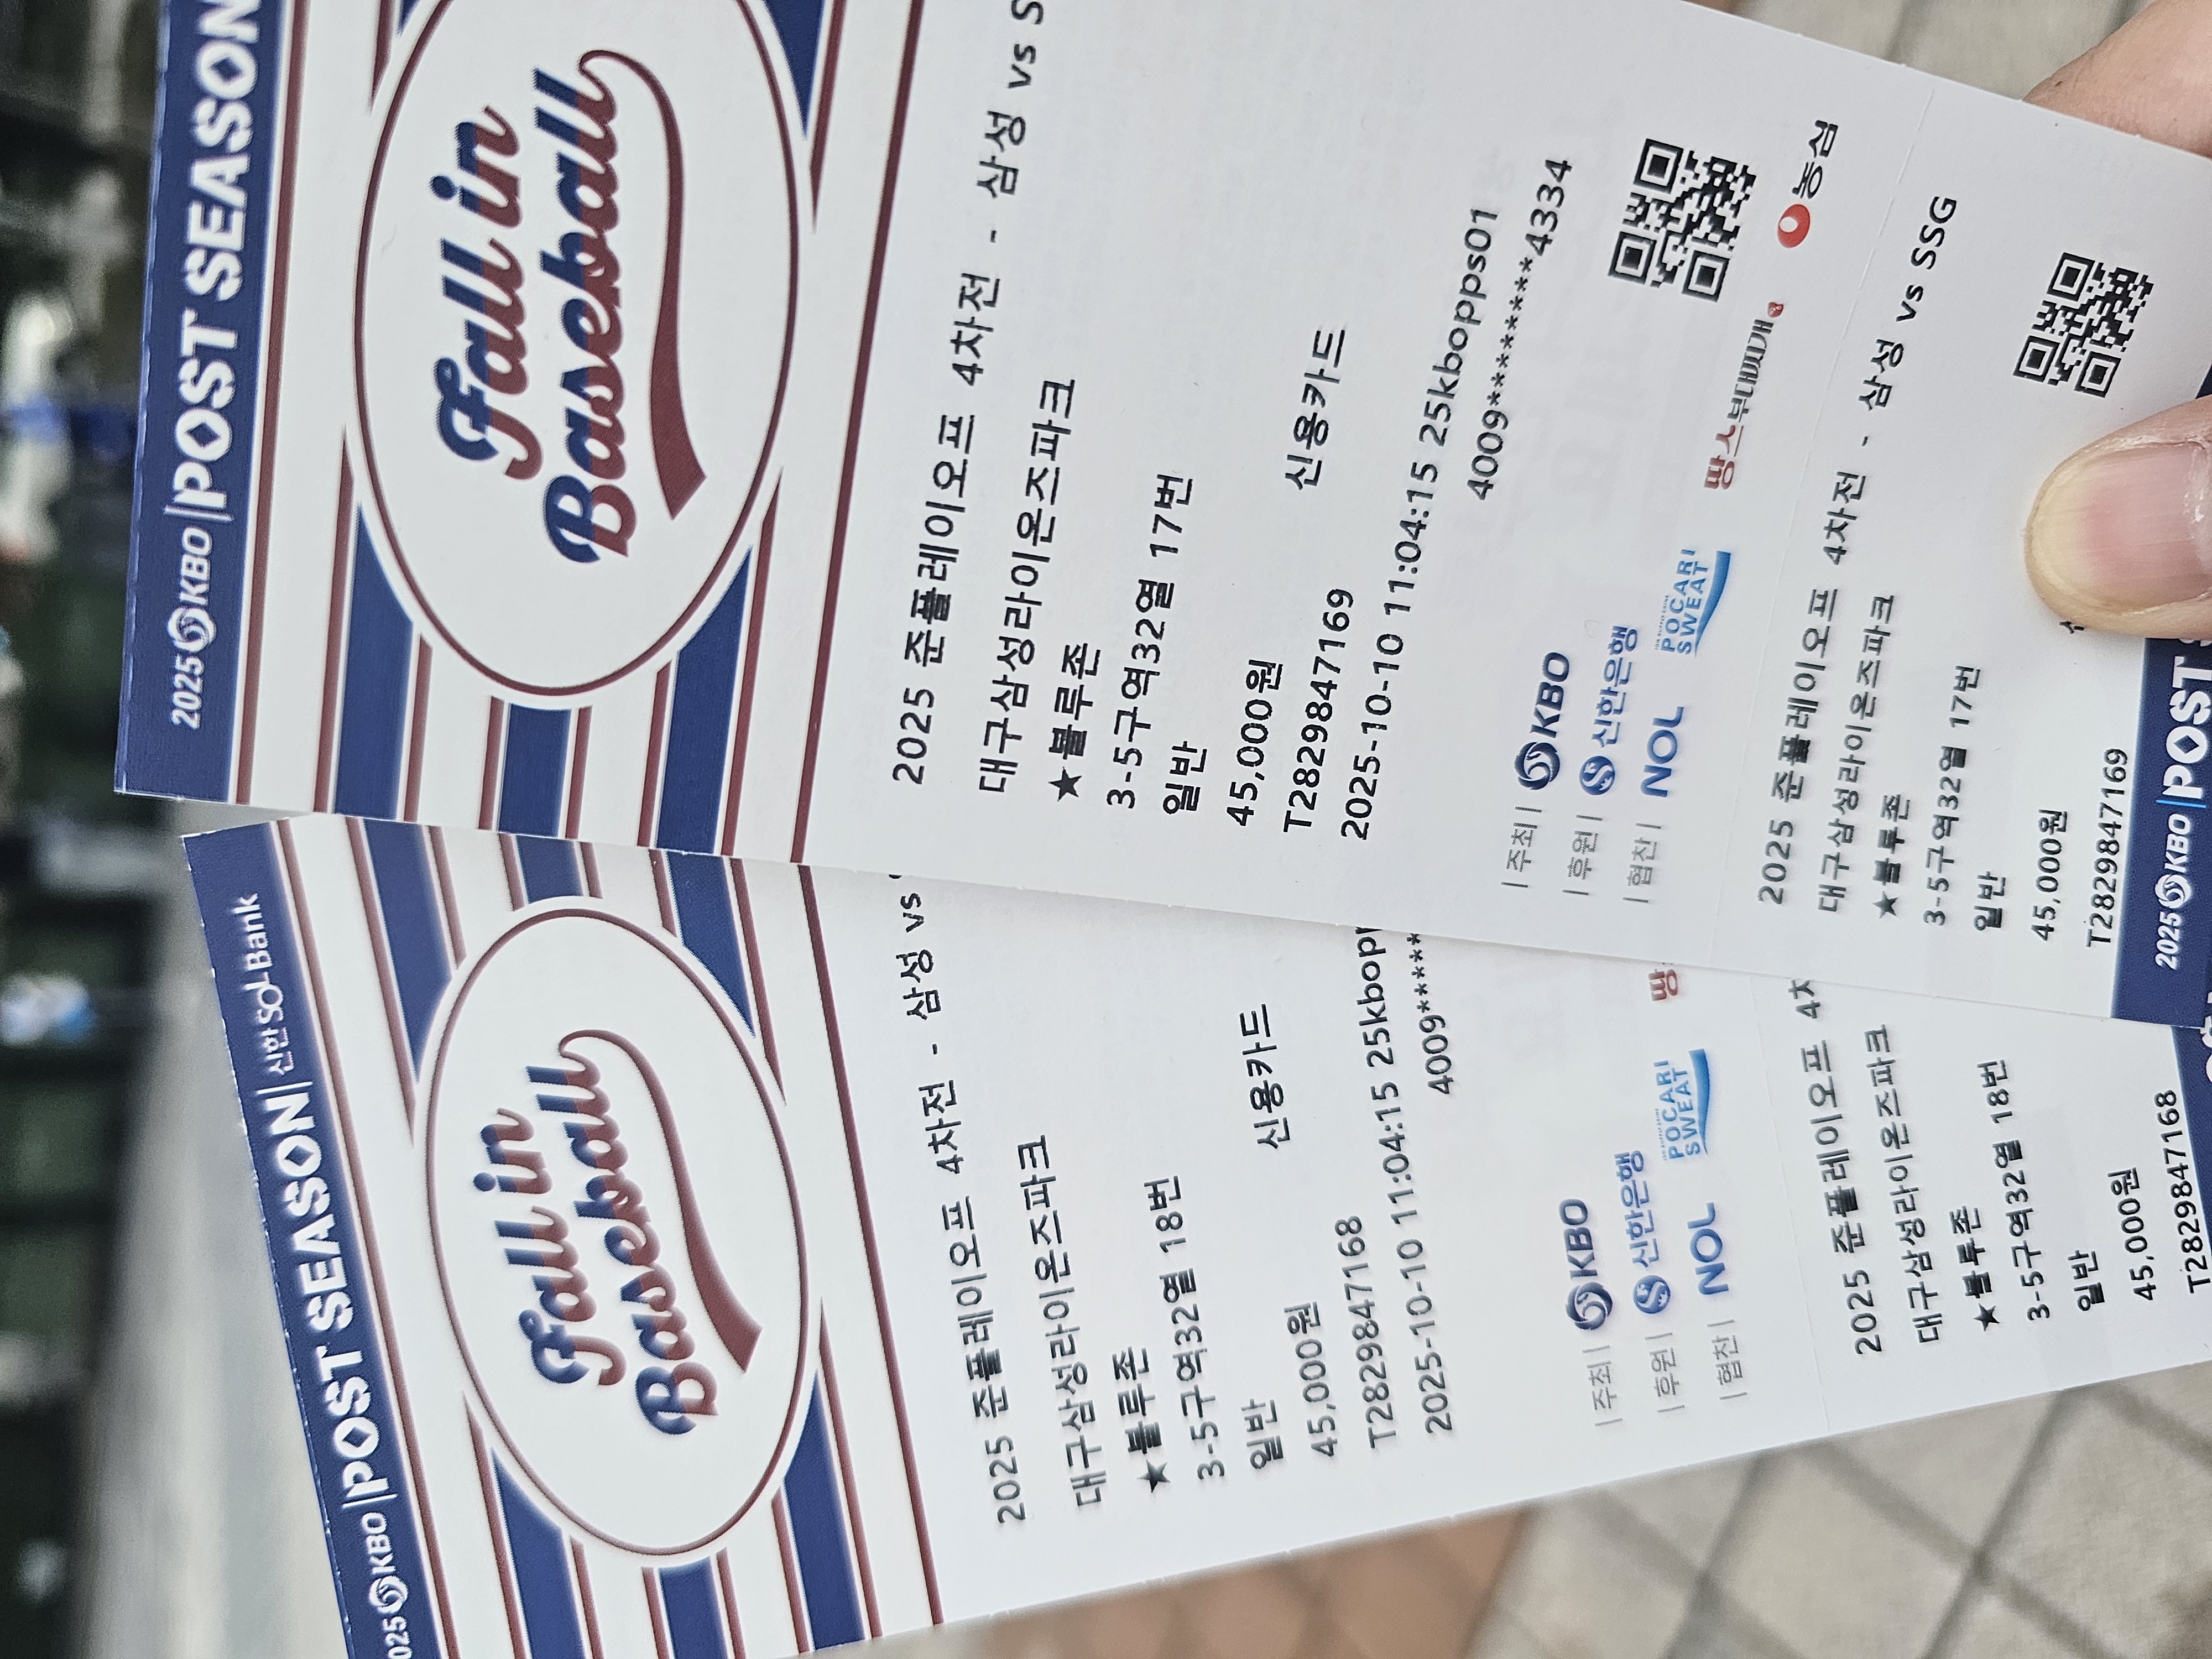 2025 KBO | POST SEASON
Fall in
Baseball
2025 준플레이오프 4차전 - 삼성 vs S
대구삼성라이온즈파크
★블루존
3-5구역32열 17번
일반
45,000원 신용카드
T2829847169
2025-10-10 11:04:15 25kbopps01
4009*********4334
| 주최 | KBO
| 후원 | 신한은행
| 협찬 | NOL POCARI SWEAT 땅스부대찌개 농심
2025 준플레이오프 4차전 - 삼성 vs SSG
대구삼성라이온즈파크
★블루존
3-5구역32열 17번
일반
45,000원
T2829847169
2025 KBO | POST
025 KBO | POST SEASON | 신한 SOL Bank
Fall in
Baseball
2025 준플레이오프 4차전 - 삼성 vs
대구삼성라이온즈파크
★블루존
3-5구역32열 18번
일반
45,000원 신용카드
T2829847168
2025-10-10 11:04:15 25kbop
4009****
| 주최 | KBO
| 후원 | 신한은행
| 협찬 | NOL POCARI SWEAT 땅
2025 준플레이오프 4
대구삼성라이온즈파크
★블루존
3-5구역32열 18번
일반
45,000원
T2829847168